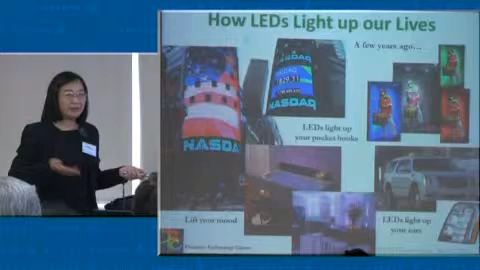 How LEDs Light up our Lives
A few years ago...
NASDAQ
NASDAQ
LEDs light up
your pocket books
Lift your mood
LEDs light up
your cars